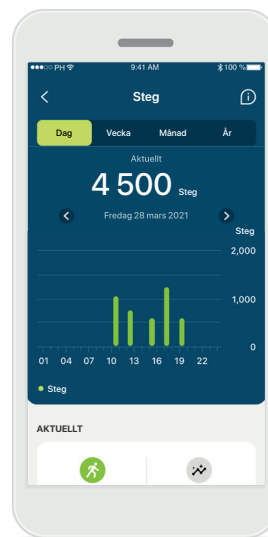 PH 9:41 AM 100 %
Steg
Dag Vecka Månad År
Aktuellt
4 500 Steg
Fredag 28 mars 2021
Steg
2,000
1,000
0
01 04 07 10 13 16 19 22
Steg
AKTUELLT